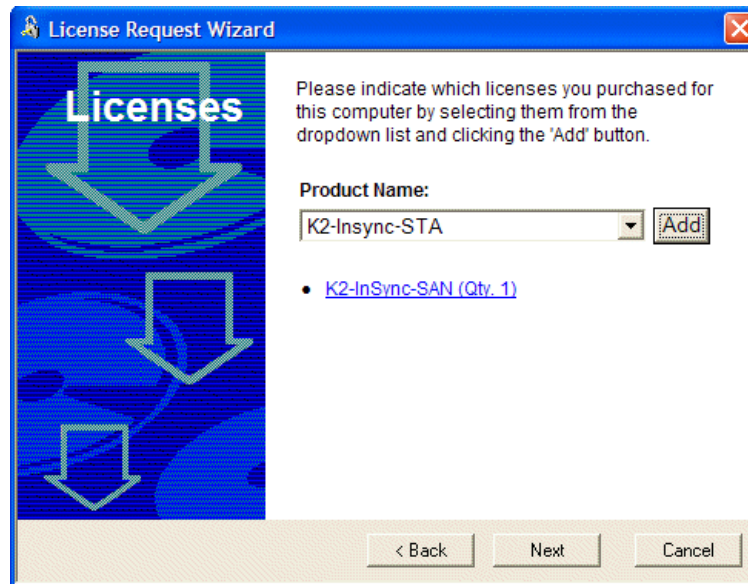 License Request Wizard
Licenses
Please indicate which licenses you purchased for
this computer by selecting them from the
dropdown list and clicking the 'Add' button.
Product Name:
K2-Insync-STA
Add
K2-InSync-SAN (Qty. 1)
< Back
Next
Cancel